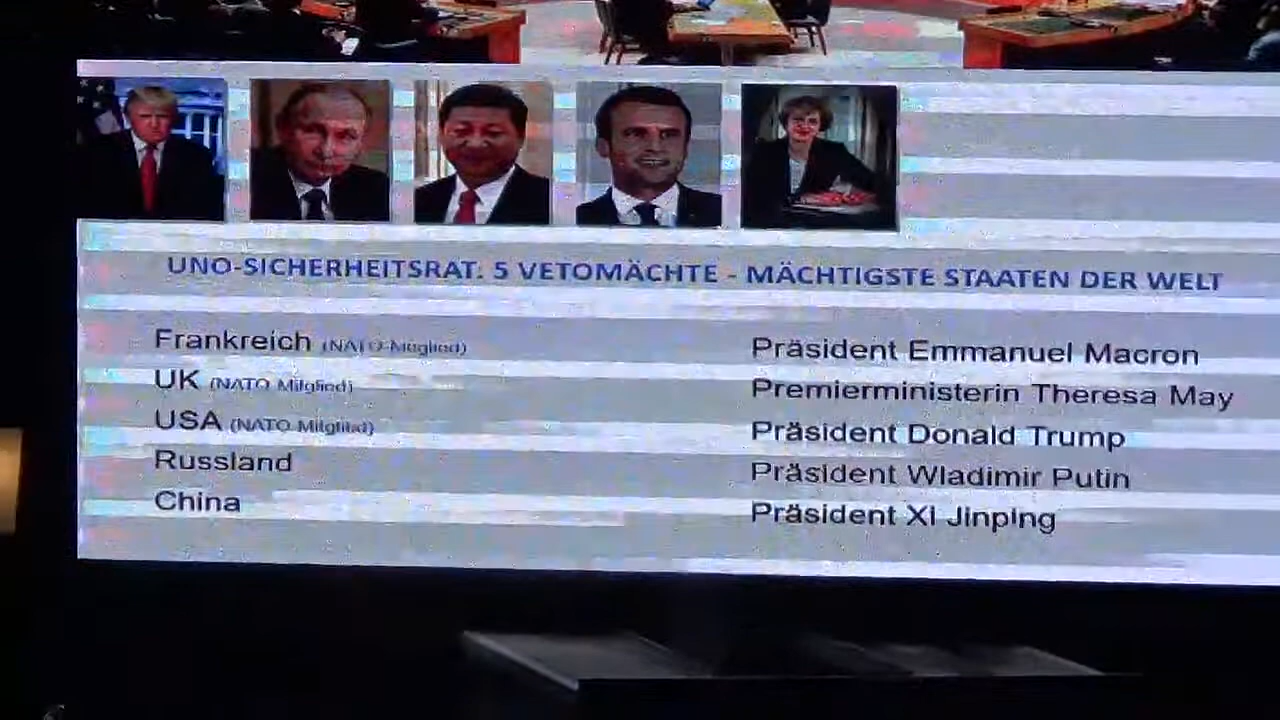 UNO-SICHERHEITSRAT: 5 VETOMÄCHTE - MÄCHTIGSTE STAATEN DER WELT
Frankreich (NATO-Mitglied) Präsident Emmanuel Macron
UK (NATO Mitglied) Premierministerin Theresa May
USA (NATO Mitglied) Präsident Donald Trump
Russland Präsident Wladimir Putin
China Präsident Xi Jinping